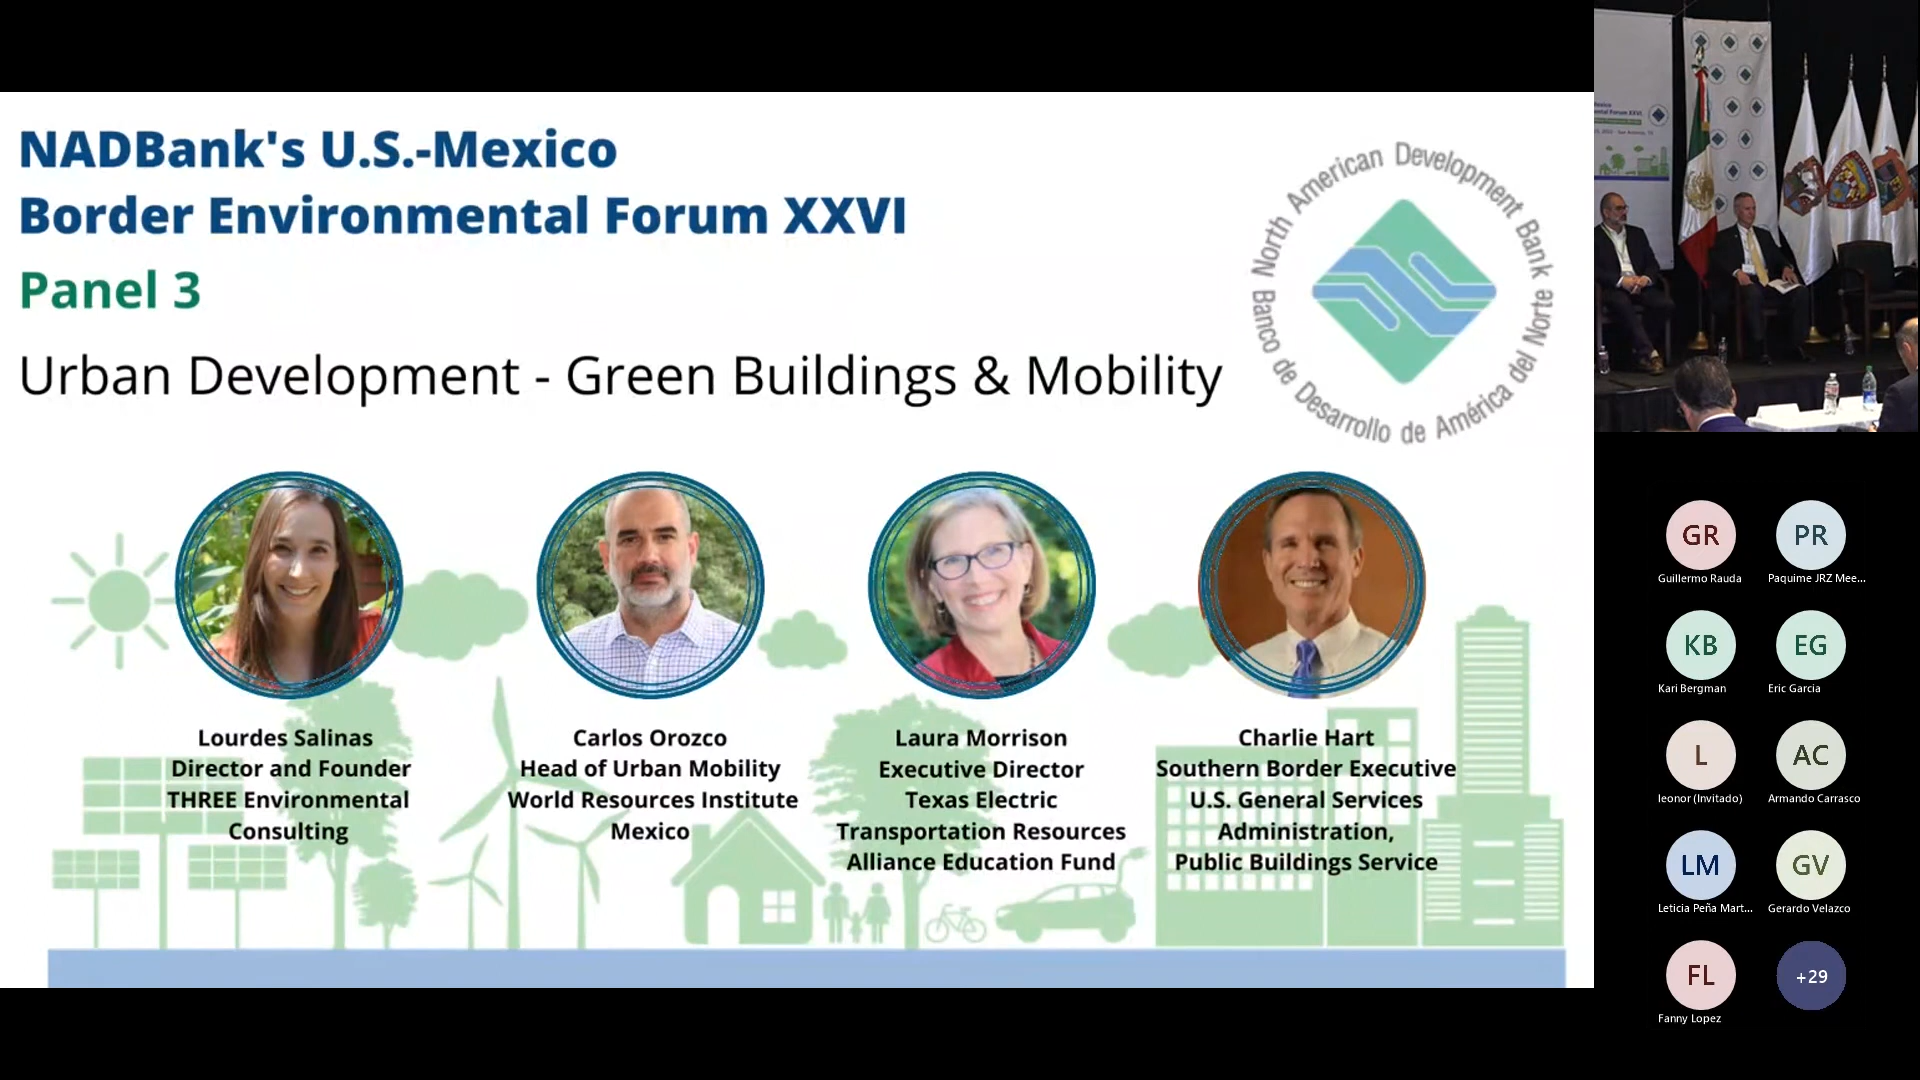 NADBank's U.S.-Mexico
Border Environmental Forum XXVI
Panel 3
Urban Development - Green Buildings & Mobility
North American Development Bank
Banco de Desarrollo de América del Norte
Lourdes Salinas
Director and Founder
THREE Environmental
Consulting
Carlos Orozco
Head of Urban Mobility
World Resources Institute
Mexico
Laura Morrison
Executive Director
Texas Electric
Transportation Resources
Alliance Education Fund
Charlie Hart
Southern Border Executive
U.S. General Services
Administration,
Public Buildings Service
GR
Guillermo Rauda
PR
Paquime JRZ Mee...
KB
Kari Bergman
EG
Eric Garcia
L
leonor (Invitado)
AC
Armando Carrasco
LM
Leticia Peña Mart...
GV
Gerardo Velazco
FL
Fanny Lopez
+29